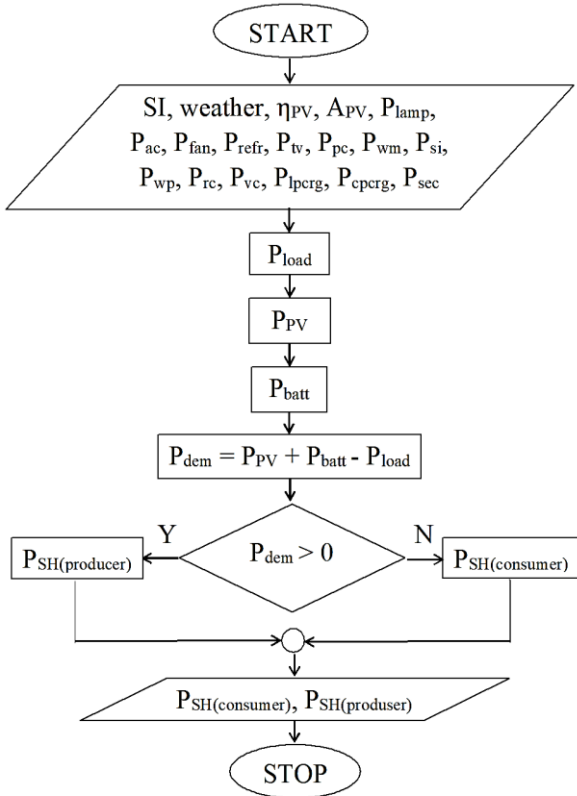 START
SI, weather, ηPV, APV, Plamp,
Pac, Pfan, Prefr, Ptv, Ppc, Pwm, Psi,
Pwp, Prc, Pvc, Plpcrg, Pcpcrg, Psec
Pload
PPV
Pbatt
Pdem = PPV + Pbatt - Pload
Y
Pdem > 0
N
PSH(producer)
PSH(consumer)
PSH(consumer), PSH(produser)
STOP